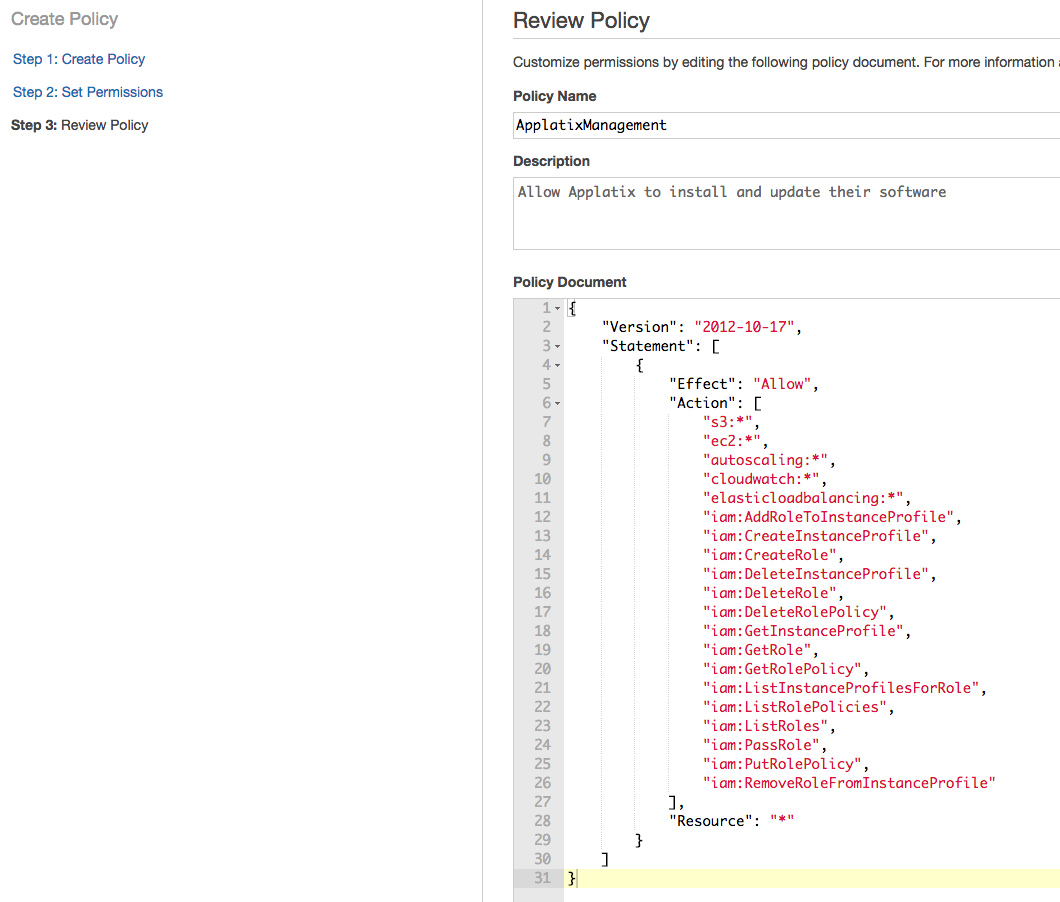 Create Policy
Step 1: Create Policy
Step 2: Set Permissions
Step 3: Review Policy
Review Policy
Customize permissions by editing the following policy document. For more information
Policy Name
ApplatixManagement
Description
Allow Applatix to install and update their software
Policy Document
1 {
2 "Version": "2012-10-17",
3 "Statement": [
4 {
5 "Effect": "Allow",
6 "Action": [
7 "s3:*",
8 "ec2:*",
9 "autoscaling:*",
10 "cloudwatch:*",
11 "elasticloadbalancing:*",
12 "iam:AddRoleToInstanceProfile",
13 "iam:CreateInstanceProfile",
14 "iam:CreateRole",
15 "iam:DeleteInstanceProfile",
16 "iam:DeleteRole",
17 "iam:DeleteRolePolicy",
18 "iam:GetInstanceProfile",
19 "iam:GetRole",
20 "iam:GetRolePolicy",
21 "iam:ListInstanceProfilesForRole",
22 "iam:ListRolePolicies",
23 "iam:ListRoles",
24 "iam:PassRole",
25 "iam:PutRolePolicy",
26 "iam:RemoveRoleFromInstanceProfile"
27 ],
28 "Resource": "*"
29 }
30 ]
31 }